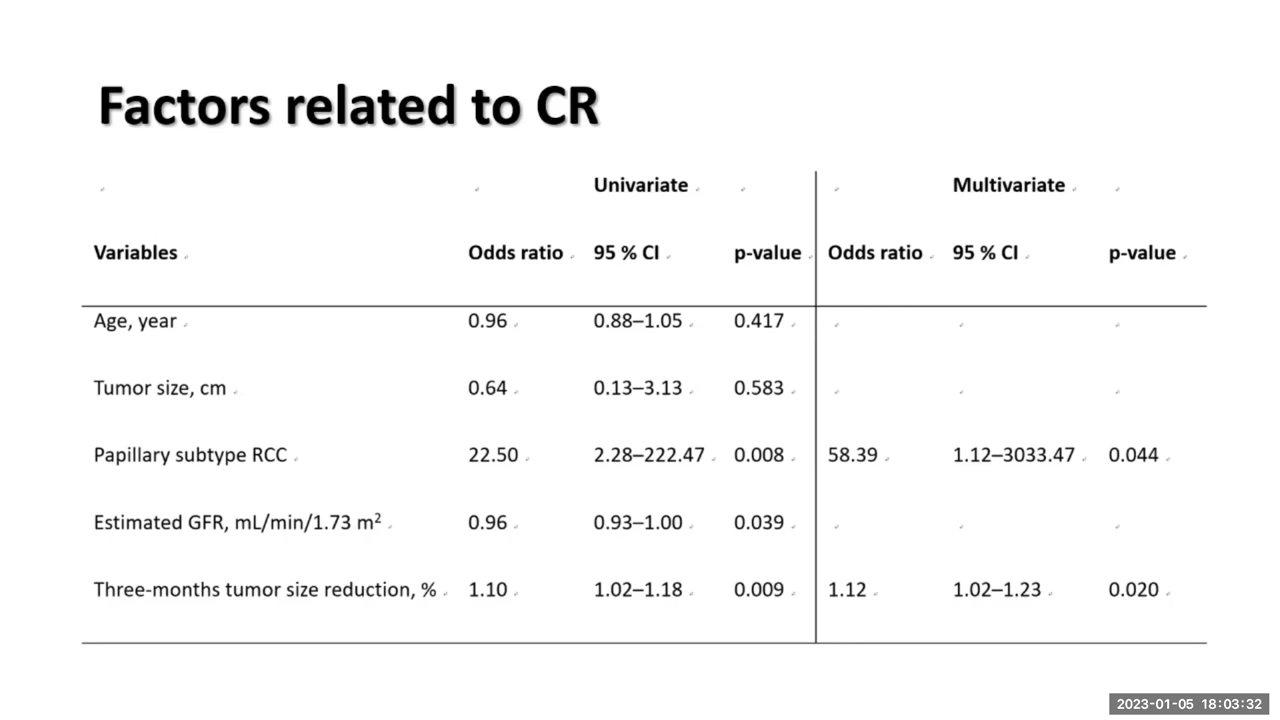 Factors related to CR
Univariate Multivariate
Variables Odds ratio 95 % CI p-value Odds ratio 95 % CI p-value
Age, year 0.96 0.88–1.05 0.417
Tumor size, cm 0.64 0.13–3.13 0.583
Papillary subtype RCC 22.50 2.28–222.47 0.008 58.39 1.12–3033.47 0.044
Estimated GFR, mL/min/1.73 m² 0.96 0.93–1.00 0.039
Three-months tumor size reduction, % 1.10 1.02–1.18 0.009 1.12 1.02–1.23 0.020
2023-01-05 18:03:32